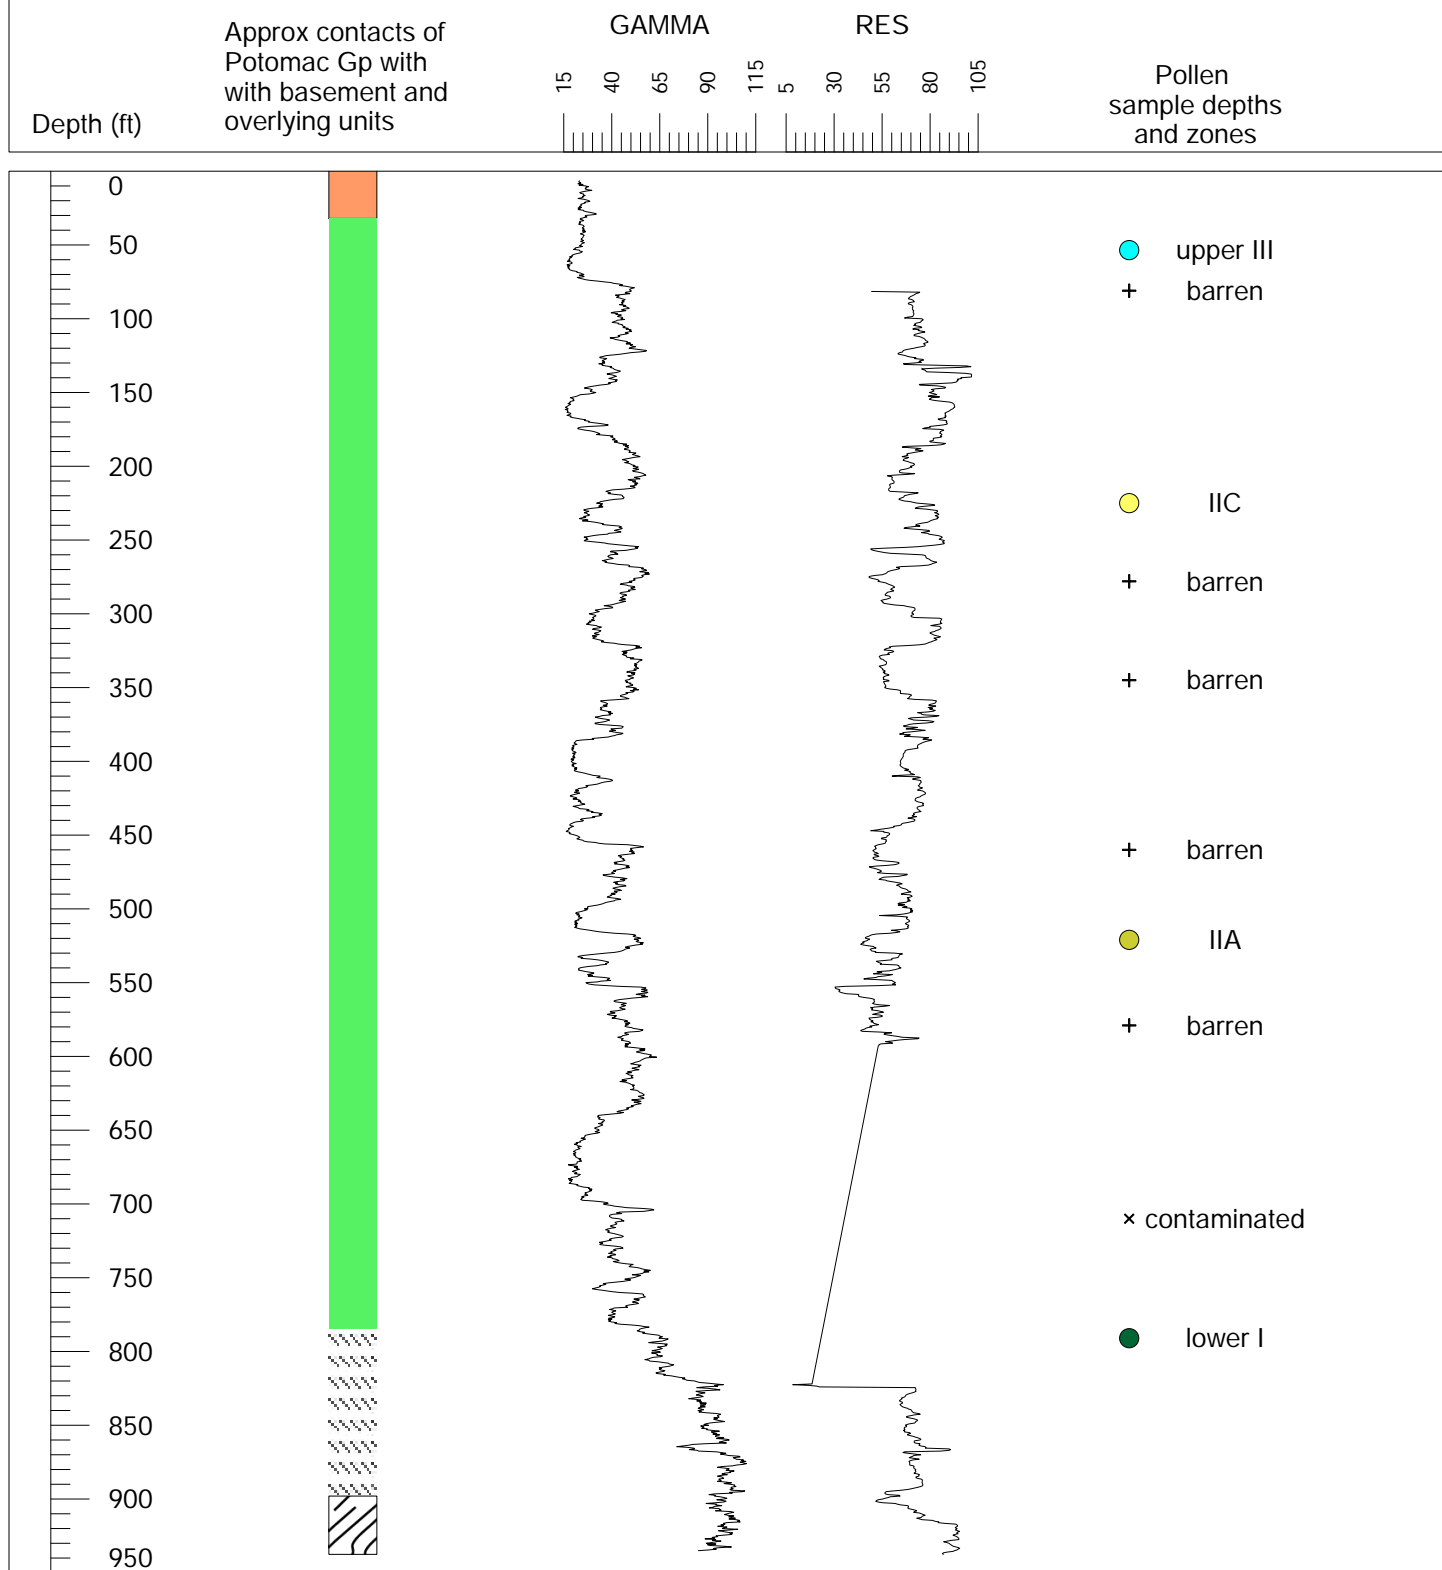 Approx contacts of
Potomac Gp with
with basement and
overlying units
Depth (ft)
GAMMA
15 40 65 90 115
RES
5 30 55 80 105
Pollen
sample depths
and zones
0
50
upper III
barren
100
150
200
IIC
250
barren
300
barren
350
400
450
barren
500
IIA
550
barren
600
650
700
contaminated
750
lower I
800
850
900
950